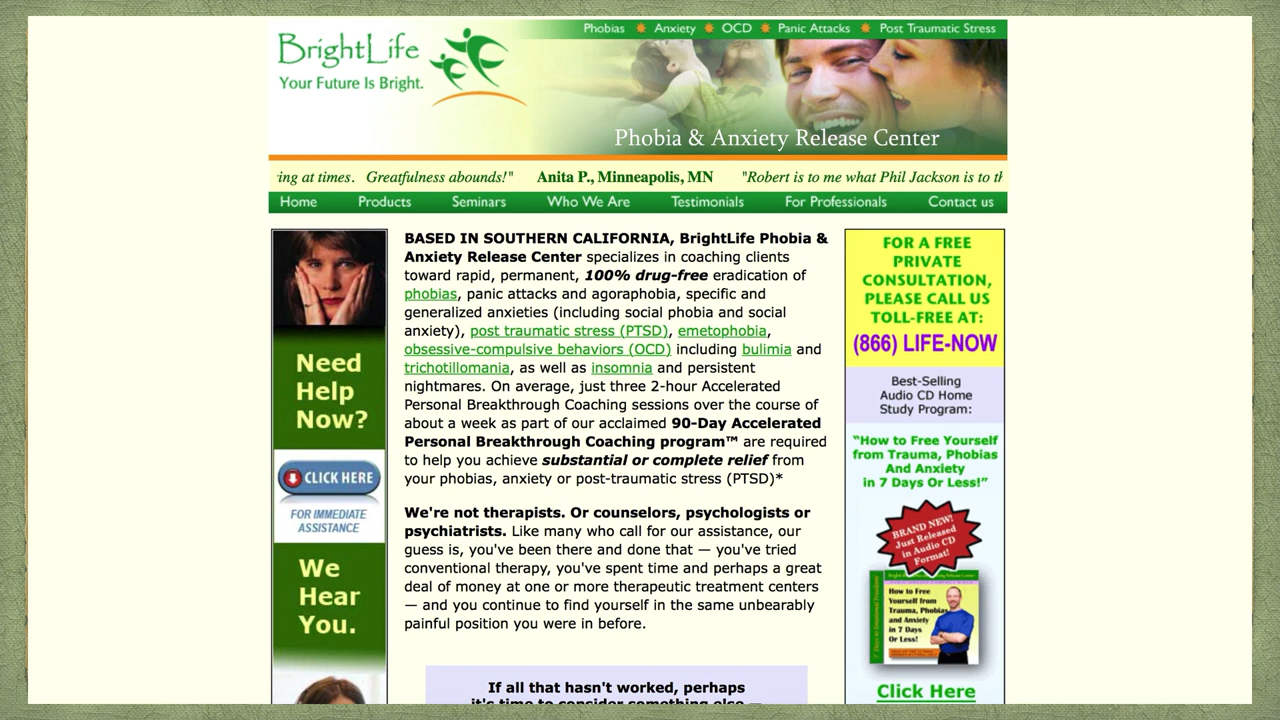 Phobias Anxiety OCD Panic Attacks Post Traumatic Stress
BrightLife
Your Future Is Bright.
Phobia & Anxiety Release Center
ing at times. Greatfulness abounds!" Anita P., Minneapolis, MN "Robert is to me what Phil Jackson is to th
Home Products Seminars Who We Are Testimonials For Professionals Contact us
Need
Help
Now?
CLICK HERE
FOR IMMEDIATE
ASSISTANCE
We
Hear
You.
BASED IN SOUTHERN CALIFORNIA, BrightLife Phobia &
Anxiety Release Center specializes in coaching clients
toward rapid, permanent, 100% drug-free eradication of
phobias, panic attacks and agoraphobia, specific and
generalized anxieties (including social phobia and social
anxiety), post traumatic stress (PTSD), emetophobia,
obsessive-compulsive behaviors (OCD) including bulimia and
trichotillomania, as well as insomnia and persistent
nightmares. On average, just three 2-hour Accelerated
Personal Breakthrough Coaching sessions over the course of
about a week as part of our acclaimed 90-Day Accelerated
Personal Breakthrough Coaching program™ are required
to help you achieve substantial or complete relief from
your phobias, anxiety or post-traumatic stress (PTSD)*
We're not therapists. Or counselors, psychologists or
psychiatrists. Like many who call for our assistance, our
guess is, you've been there and done that — you've tried
conventional therapy, you've spent time and perhaps a great
deal of money at one or more therapeutic treatment centers
— and you continue to find yourself in the same unbearably
painful position you were in before.
If all that hasn't worked, perhaps
it's time to consider something else —
FOR A FREE
PRIVATE
CONSULTATION,
PLEASE CALL US
TOLL-FREE AT:
(866) LIFE-NOW
Best-Selling
Audio CD Home
Study Program:
"How to Free Yourself
from Trauma, Phobias
And Anxiety
in 7 Days Or Less!"
BRAND NEW!
Just Released
in Audio CD
Format!
How to Free
Yourself from
Trauma, Phobias
and Anxiety
in 7 Days
Or Less!
Click Here